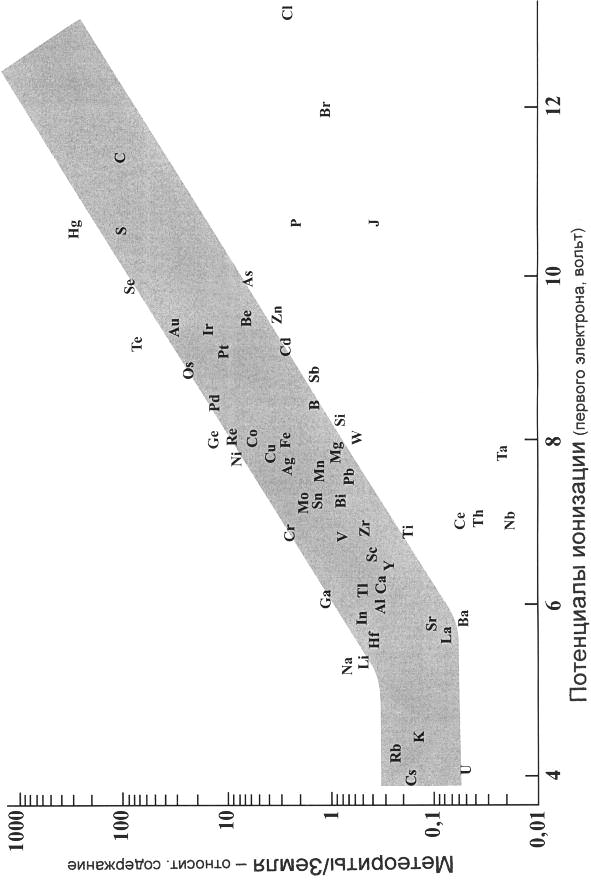 1000
100
10
1
0,1
0,01
Метеориты/Земля – относит. содержание
4
6
8
10
12
Потенциалы ионизации (первого электрона, вольт)
Cl
Br
C
Hg
S
P
J
Se
As
Te
Au
Ir
Be
Zn
Pt
Cd
Os
Sb
Pd
B
Si
Ge
Re
Co
Fe
W
Ni
Cu
Ag
Mg
Mn
Pb
Ta
Mo
Sn
Bi
Cr
V
Zr
Ti
Ce
Th
Nb
Sc
Y
Ga
Tl
Ca
Al
In
Hf
Sr
La
Ba
Na
Li
Rb
K
Cs
U